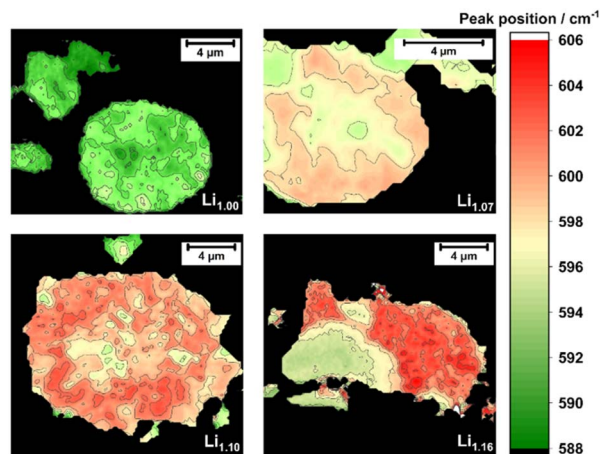 Peak position / cm⁻¹
4 μm
4 μm
606
604
602
600
598
596
594
592
590
588
Li₁.₀₀
Li₁.₀₇
4 μm
4 μm
Li₁.₁₀
Li₁.₁₆